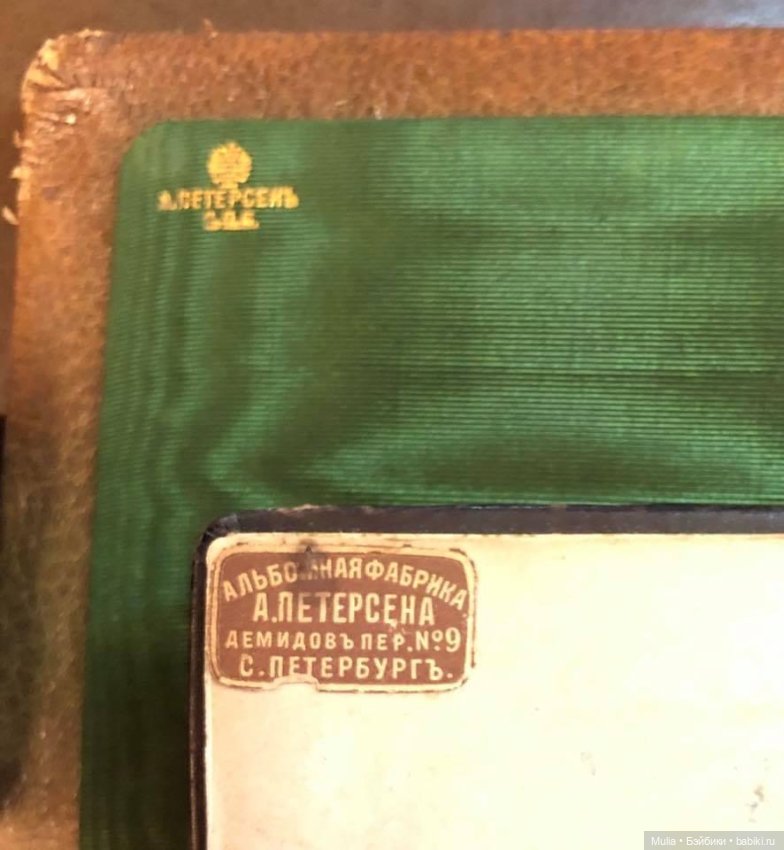 А.ПЕТЕРСЕНЪ
С.П.Б.
АЛЬБОМНАЯ ФАБРИКА
А.ПЕТЕРСЕНА
ДЕМИДОВЪ ПЕР. №9
С.ПЕТЕРБУРГЪ.
Mulia • Бэйбики • babiki.ru